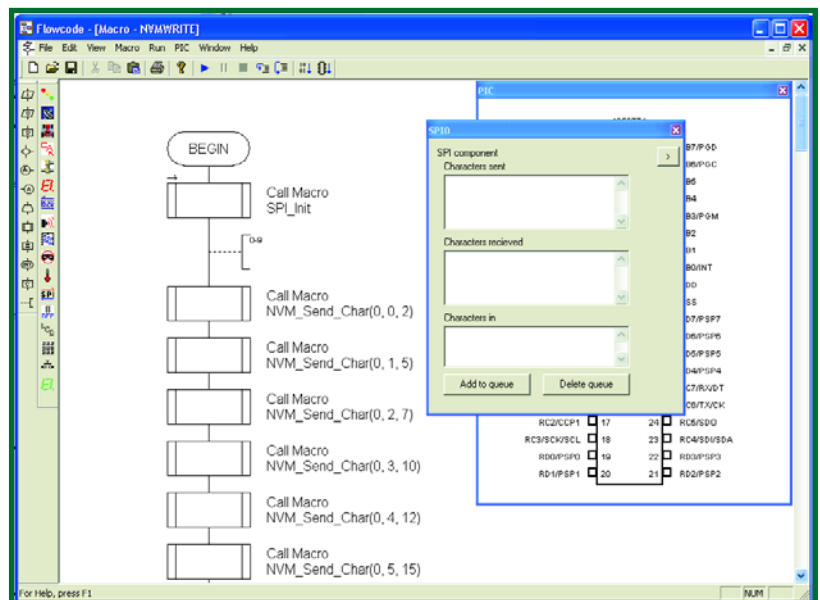 Flowcode - [Macro - NVMWRITE]
File Edit View Macro Run PIC Window Help
BEGIN
Call Macro
SPI_Init
0-9
Call Macro
NVM_Send_Char(0, 0, 2)
Call Macro
NVM_Send_Char(0, 1, 5)
Call Macro
NVM_Send_Char(0, 2, 7)
Call Macro
NVM_Send_Char(0, 3, 10)
Call Macro
NVM_Send_Char(0, 4, 12)
Call Macro
NVM_Send_Char(0, 5, 15)
PIC
SPI0
SPI component
>
Characters sent
Characters recieved
Characters in
Add to queue Delete queue
B7/PGD
B6/PGC
B5
B4
B3/PGM
B2
B1
B0/INT
DD
SS
D7/PSP7
D6/PSP6
D5/PSP5
D4/PSP4
C7/RX/DT
C6/TX/CK
RC2/CCP1 17 24 RC5/SDO
RC3/SCK/SCL 18 23 RC4/SDI/SDA
RD0/PSP0 19 22 RD3/PSP3
RD1/PSP1 20 21 RD2/PSP2
For Help, press F1
NUM